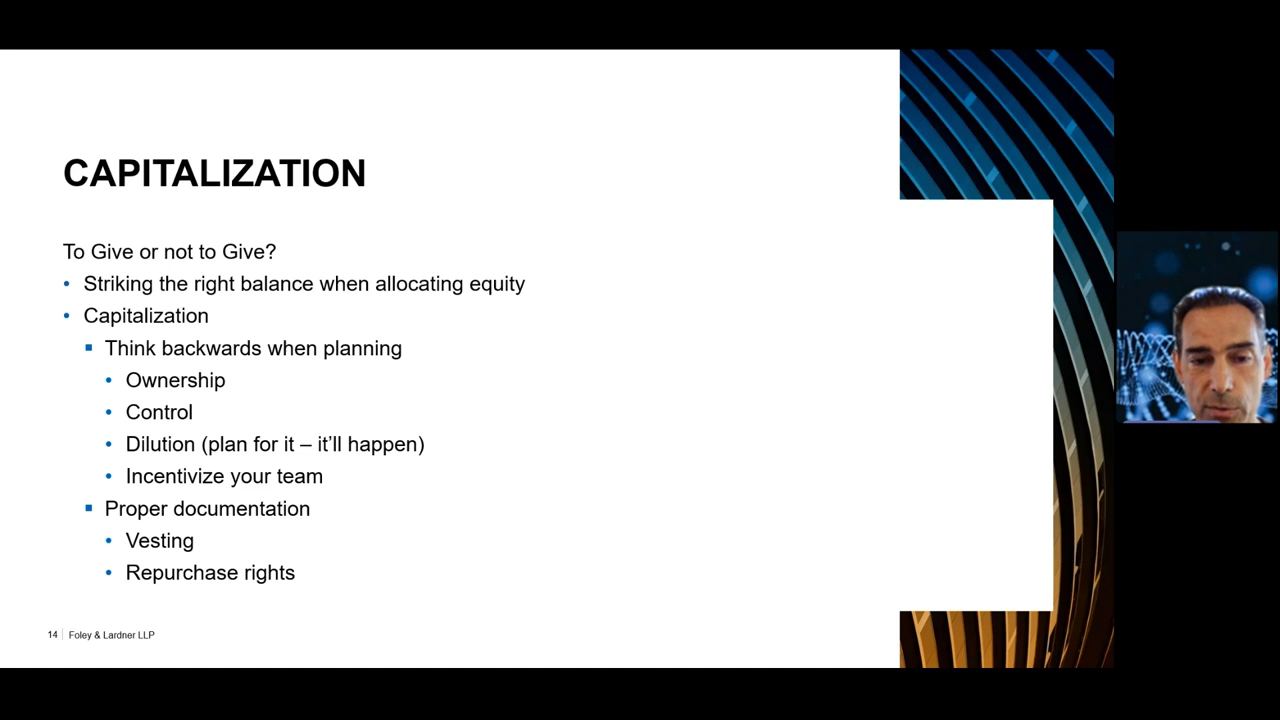 CAPITALIZATION
To Give or not to Give?
• Striking the right balance when allocating equity
• Capitalization
▪ Think backwards when planning
• Ownership
• Control
• Dilution (plan for it – it’ll happen)
• Incentivize your team
▪ Proper documentation
• Vesting
• Repurchase rights
14 | Foley & Lardner LLP